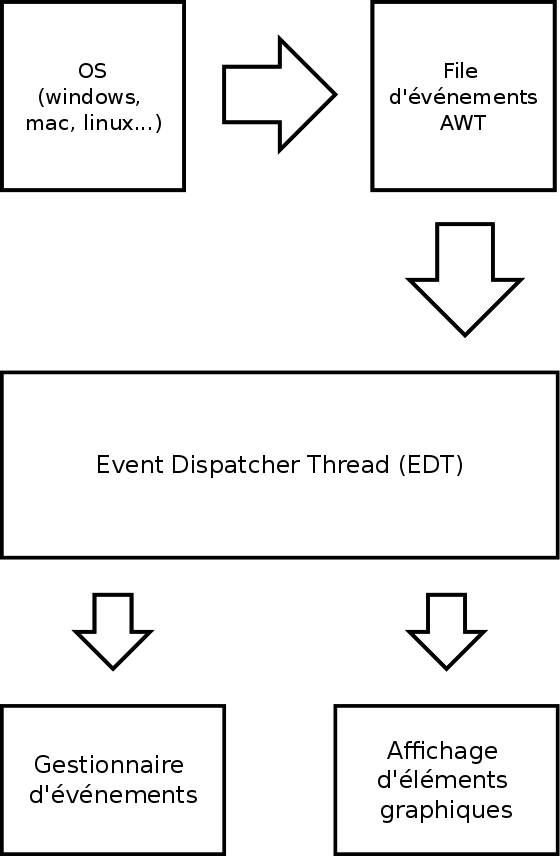 OS
(windows,
mac, linux...)
File
d'événements
AWT
Event Dispatcher Thread (EDT)
Gestionnaire
d'événements
Affichage
d'éléments
graphiques